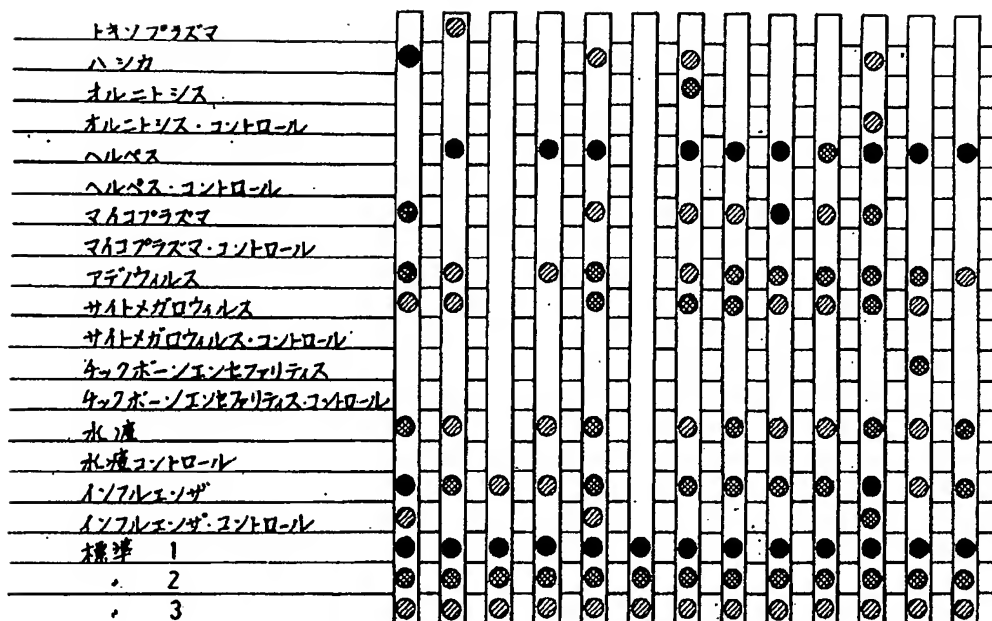 トキソプラズマ
ハシカ
オルニトシス
オルニトシス・コントロール
ヘルペス
ヘルペス・コントロール
マイコプラズマ
マイコプラズマ・コントロール
アデノウィルス
サイトメガロウィルス
サイトメガロウィルス・コントロール
チックボーンエンセファリティス
チックボーンエンセファリティス・コントロール
水痘
水痘コントロール
インフルエンザ
インフルエンザ・コントロール
標準 1
〃 2
〃 3